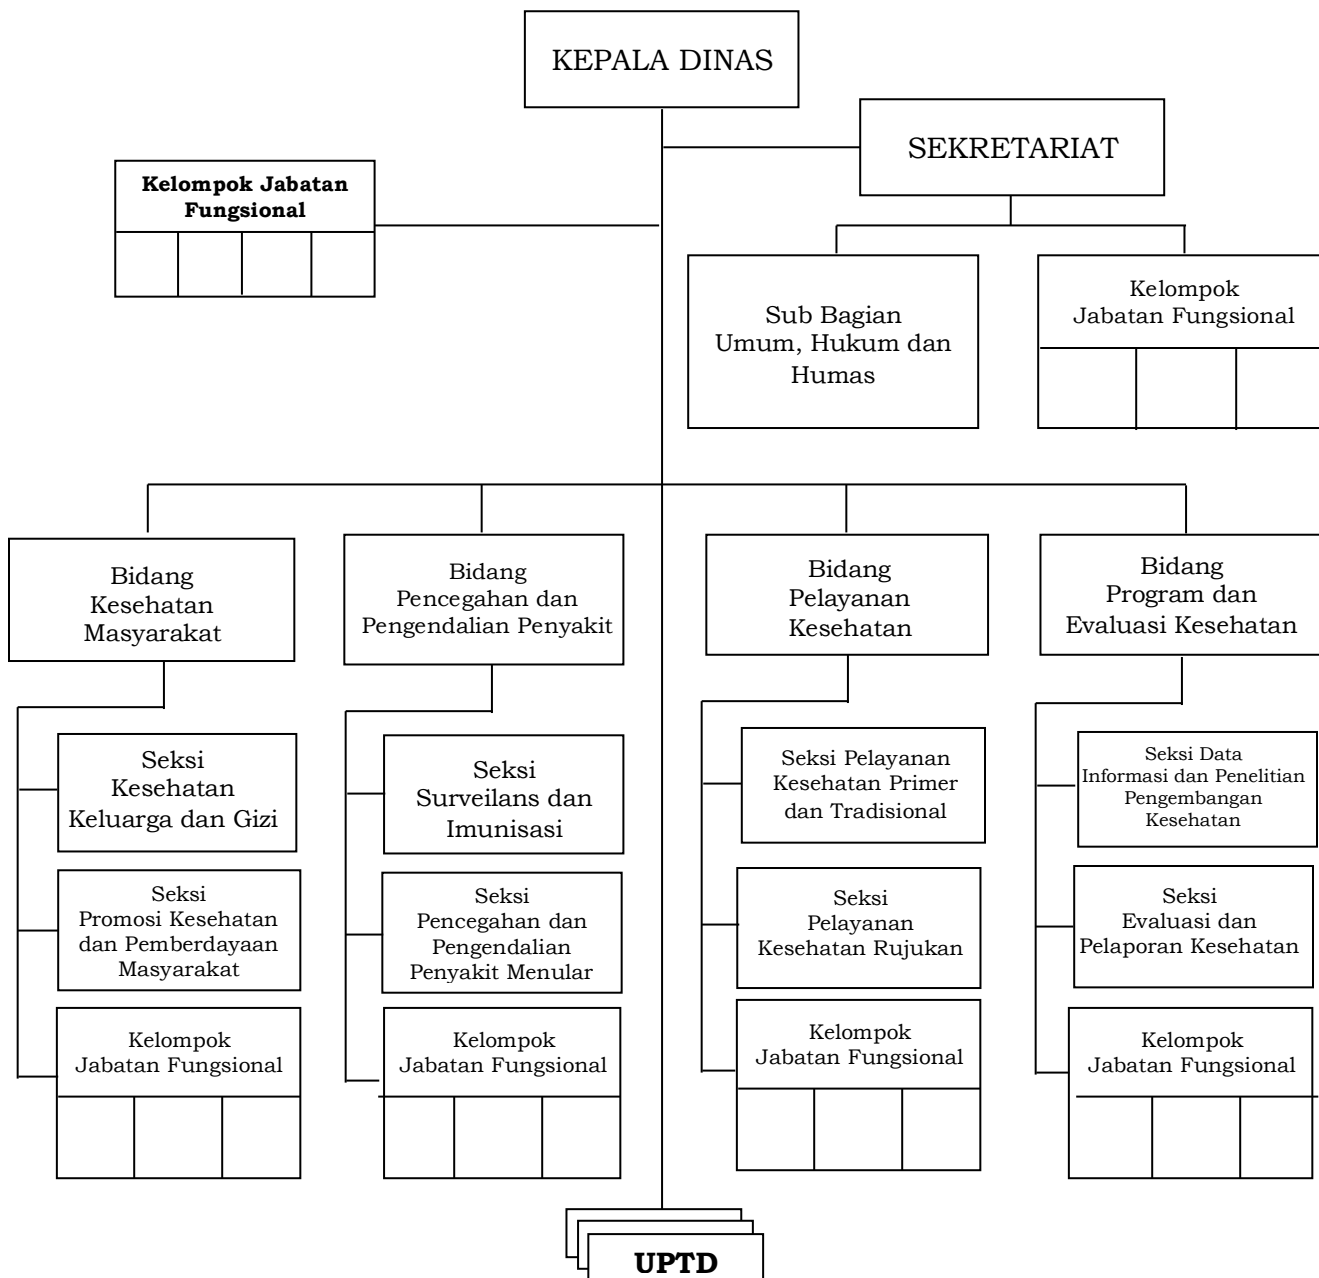 KEPALA DINAS
SEKRETARIAT
Kelompok Jabatan
Fungsional
Sub Bagian
Umum, Hukum dan
Humas
Kelompok
Jabatan Fungsional
Bidang
Kesehatan
Masyarakat
Bidang
Pencegahan dan
Pengendalian Penyakit
Bidang
Pelayanan
Kesehatan
Bidang
Program dan
Evaluasi Kesehatan
Seksi
Kesehatan
Keluarga dan Gizi
Seksi
Surveilans dan
Imunisasi
Seksi Pelayanan
Kesehatan Primer
dan Tradisional
Seksi Data
Informasi dan Penelitian
Pengembangan
Kesehatan
Seksi
Promosi Kesehatan
dan Pemberdayaan
Masyarakat
Seksi
Pencegahan dan
Pengendalian
Penyakit Menular
Seksi
Pelayanan
Kesehatan Rujukan
Seksi
Evaluasi dan
Pelaporan Kesehatan
Kelompok
Jabatan Fungsional
Kelompok
Jabatan Fungsional
Kelompok
Jabatan Fungsional
Kelompok
Jabatan Fungsional
UPTD